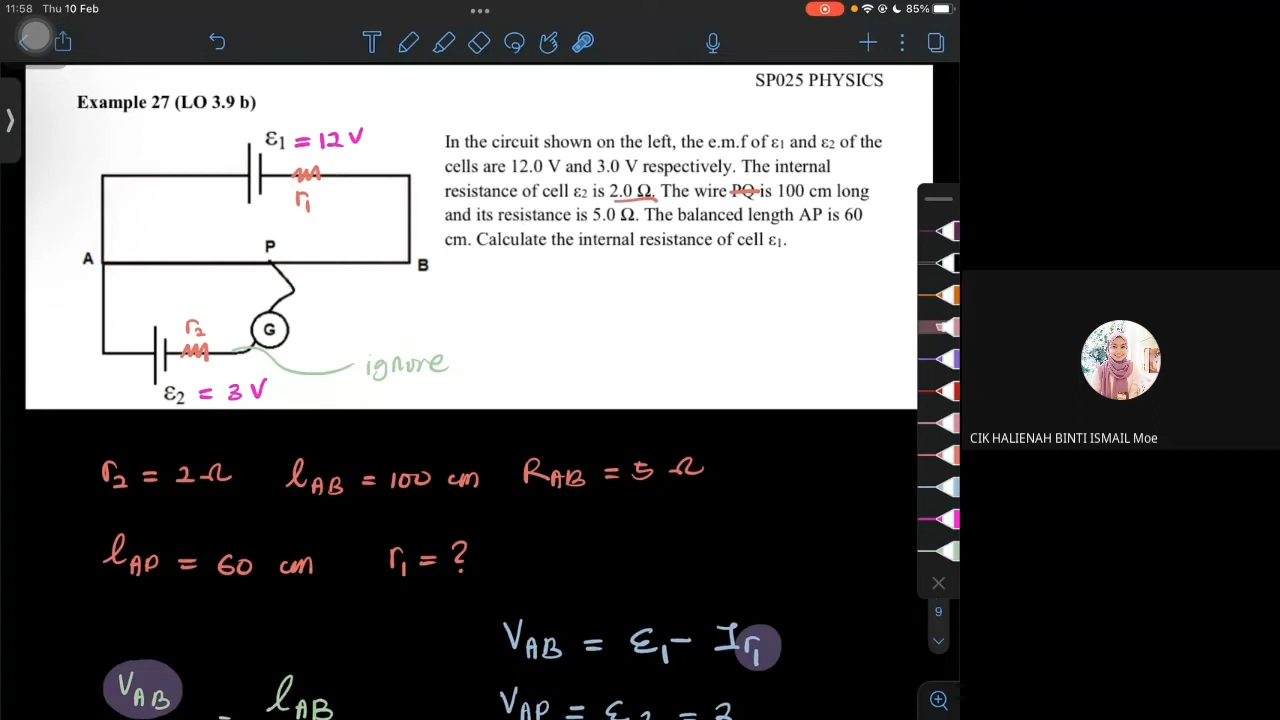 11:58 Thu 10 Feb
85%
SP025 PHYSICS
Example 27 (LO 3.9 b)
ε1 = 12 V
r1
In the circuit shown on the left, the e.m.f of ε1 and ε2 of the
cells are 12.0 V and 3.0 V respectively. The internal
resistance of cell ε2 is 2.0 Ω. The wire PQ is 100 cm long
and its resistance is 5.0 Ω. The balanced length AP is 60
cm. Calculate the internal resistance of cell ε1.
P
A
B
r2
G
ignore
ε2 = 3 V
CIK HALIENAH BINTI ISMAIL Moe
r2 = 2 Ω lAB = 100 cm RAB = 5 Ω
lAP = 60 cm r1 = ?
9
VAB = ε1 - Ir1
VAB = lAB
VAP = ε2 = 3